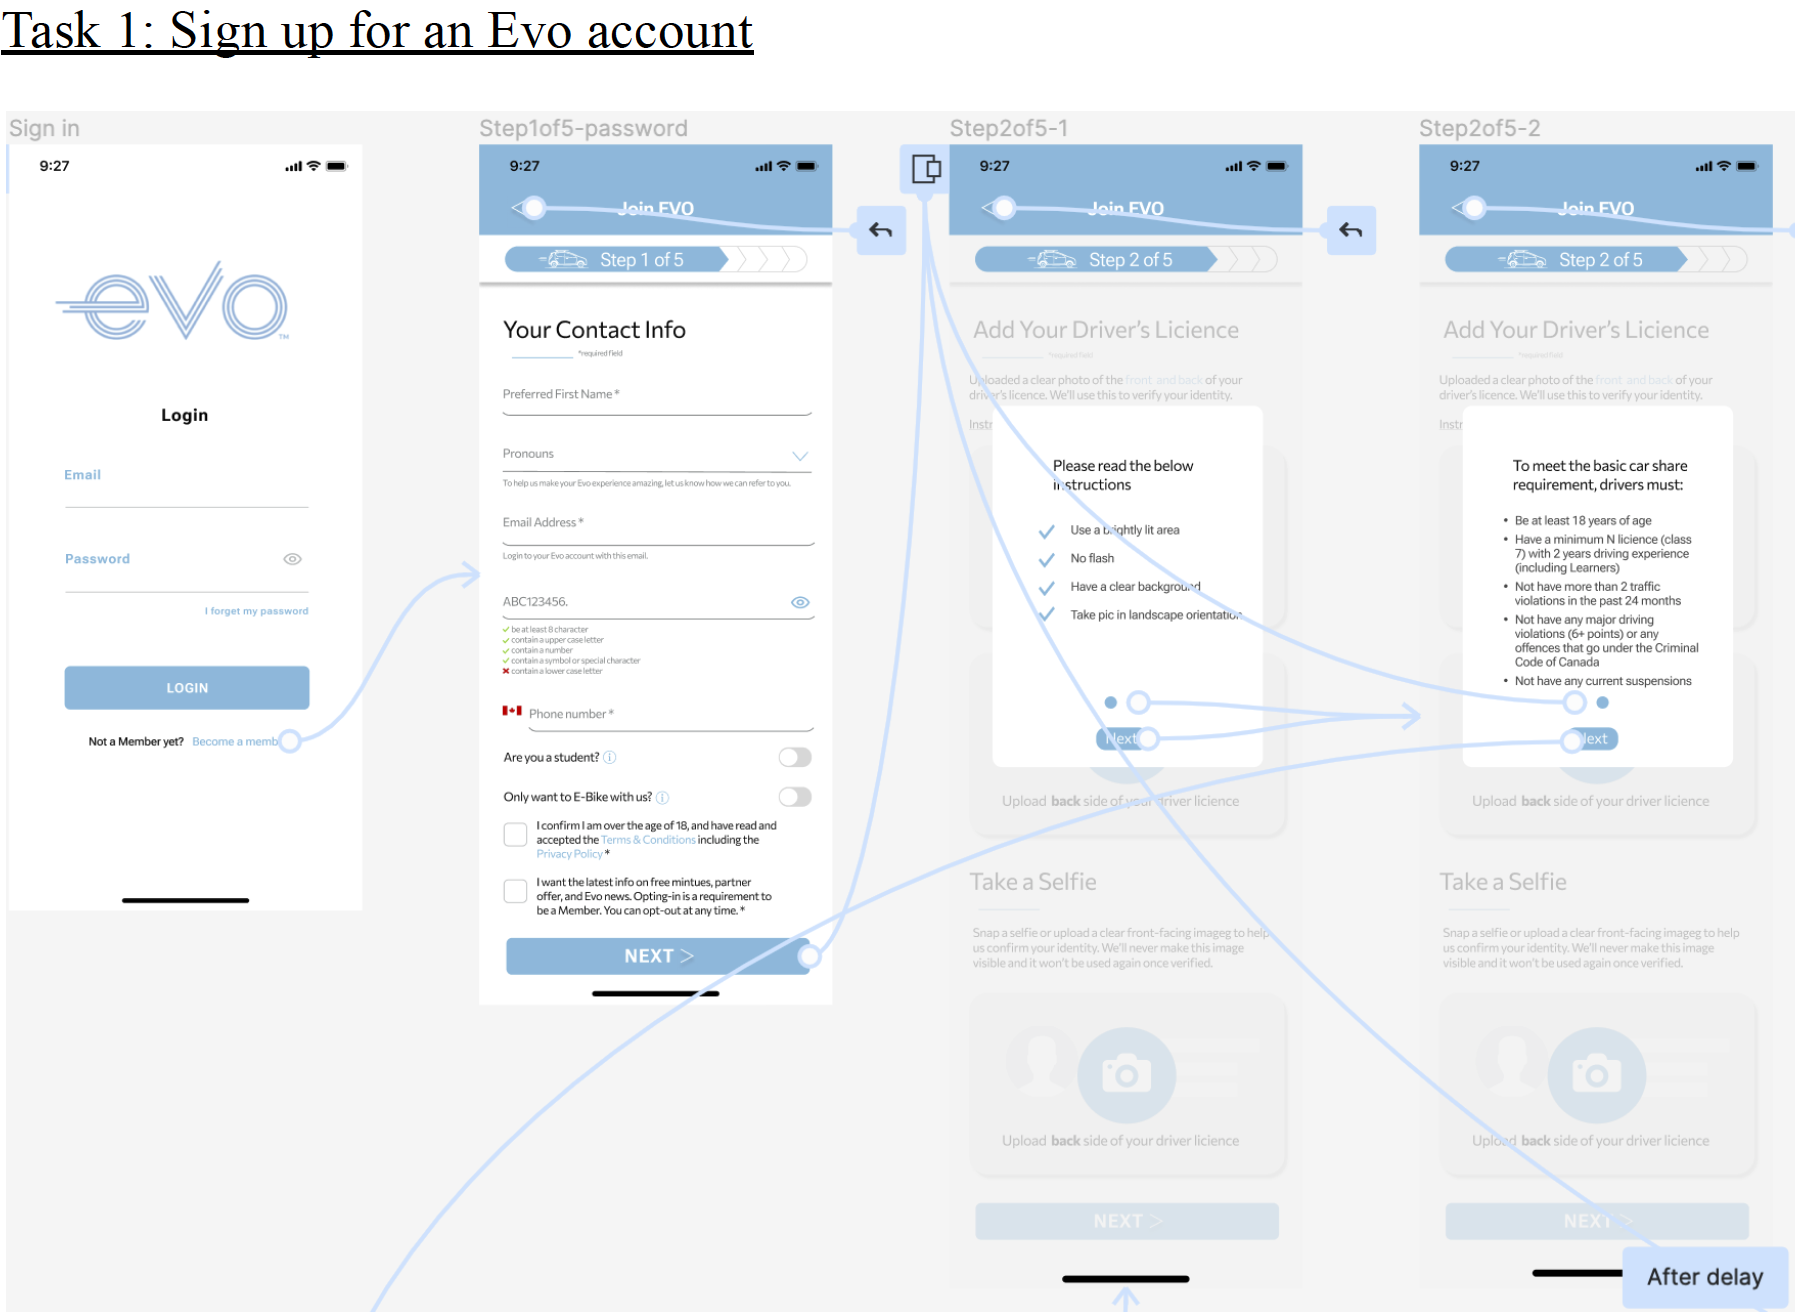 Task 1: Sign up for an Evo account
Sign in
9:27
evo
TM
Login
Email
Password
I forget my password
LOGIN
Not a Member yet? Become a memb
Step1of5-password
9:27
Join EVO
Step 1 of 5
Your Contact Info
*required field
Preferred First Name *
Pronouns
To help us make your Evo experience amazing, let us know how we can refer to you.
Email Address *
Login to your Evo account with this email.
ABC123456.
be at least 8 character
contain a upper case letter
contain a number
contain a symbol or special character
contain a lower case letter
Phone number *
Are you a student?
Only want to E-Bike with us?
I confirm I am over the age of 18, and have read and
accepted the Terms & Conditions including the
Privacy Policy *
I want the latest info on free mintues, partner
offer, and Evo news. Opting-in is a requirement to
be a Member. You can opt-out at any time. *
NEXT >
Step2of5-1
9:27
Join EVO
Step 2 of 5
Add Your Driver's Licience
*required field
Uploaded a clear photo of the front and back of your
driver's licence. We'll use this to verify your identity.
Instr
Please read the below
instructions
Use a brightly lit area
No flash
Have a clear background
Take pic in landscape orientation
Next
Upload back side of your driver licience
Take a Selfie
Snap a selfie or upload a clear front-facing imageg to help
us confirm your identity. We'll never make this image
visible and it won't be used again once verified.
Upload back side of your driver licience
NEXT >
Step2of5-2
9:27
Join EVO
Step 2 of 5
Add Your Driver's Licience
*required field
Uploaded a clear photo of the front and back of your
driver's licence. We'll use this to verify your identity.
Instr
To meet the basic car share
requirement, drivers must:
• Be at least 18 years of age
• Have a minimum N licience (class
7) with 2 years driving experience
(including Learners)
• Not have more than 2 traffic
violations in the past 24 months
• Not have any major driving
violations (6+ points) or any
offences that go under the Criminal
Code of Canada
• Not have any current suspensions
Next
Upload back side of your driver licience
Take a Selfie
Snap a selfie or upload a clear front-facing imageg to help
us confirm your identity. We'll never make this image
visible and it won't be used again once verified.
Upload back side of your driver licience
NEXT >
After delay